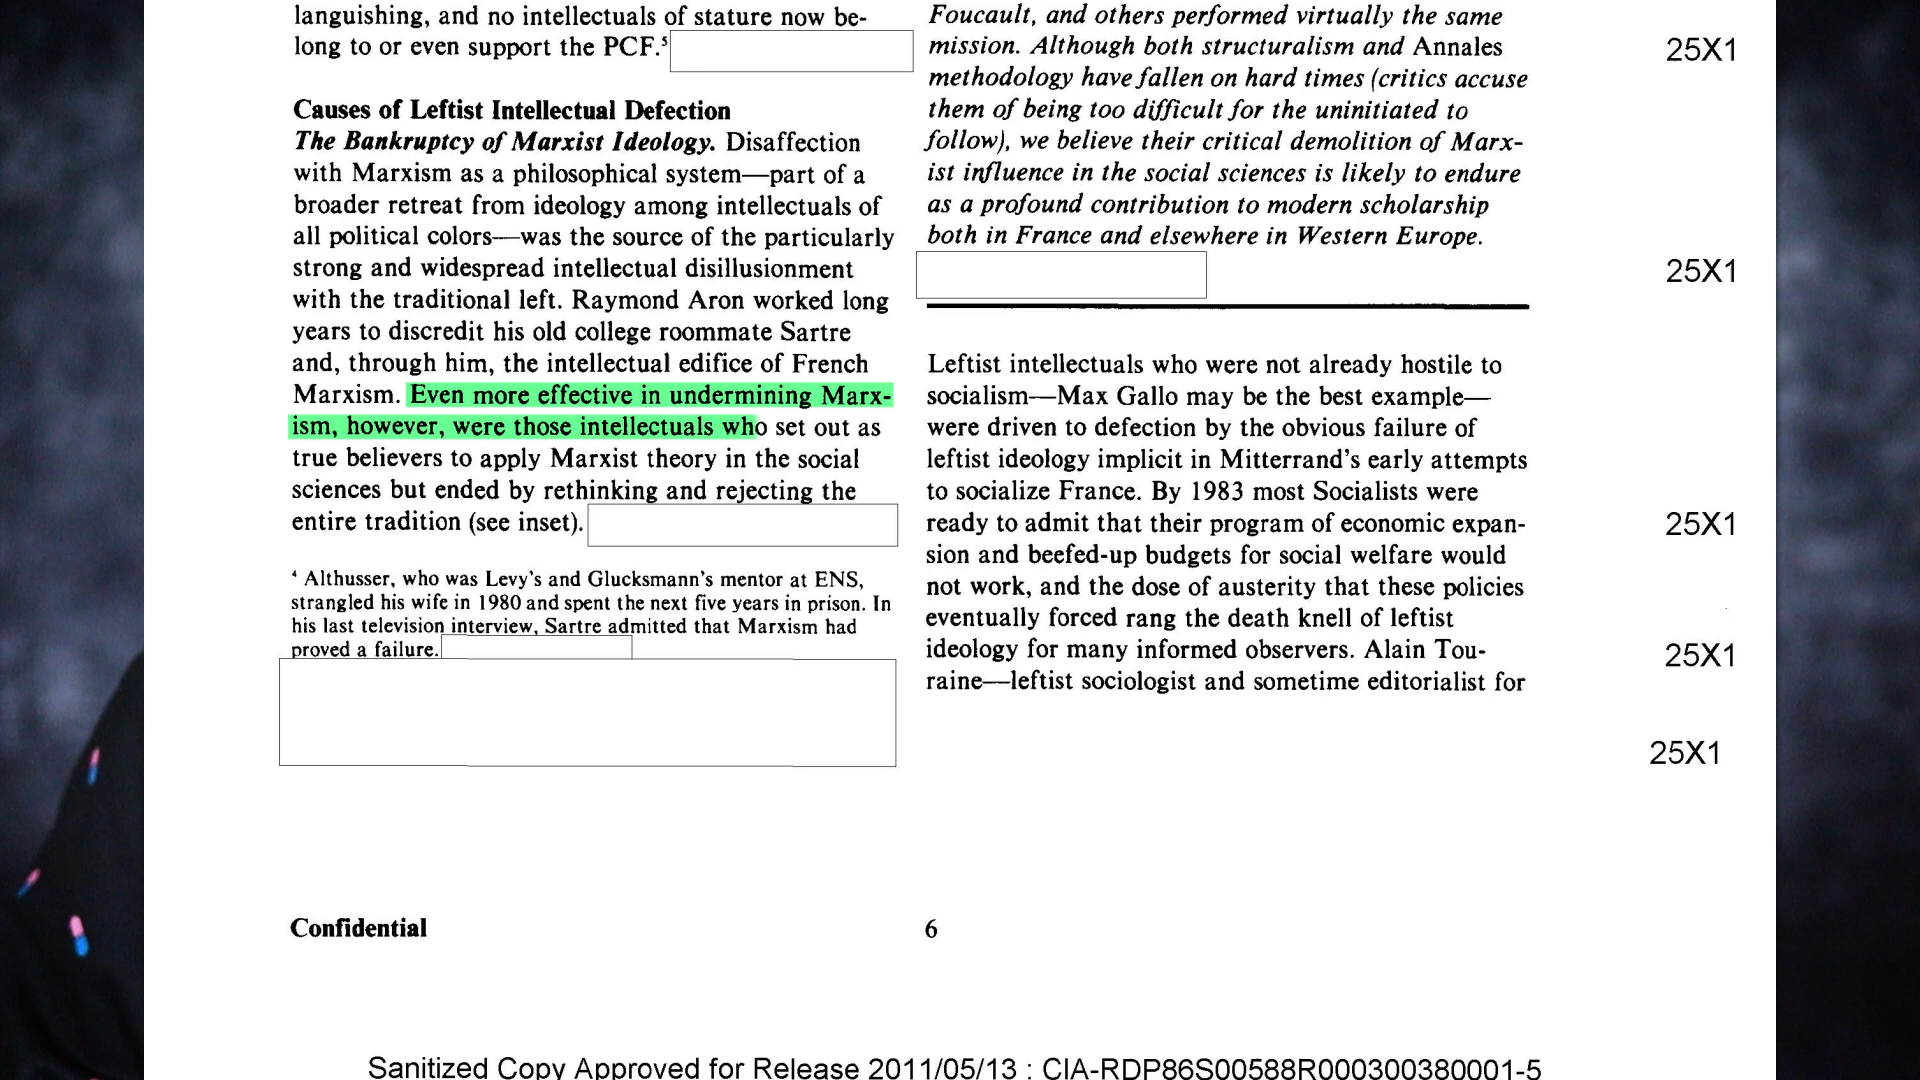 languishing, and no intellectuals of stature now be-
long to or even support the PCF.⁵
Causes of Leftist Intellectual Defection
The Bankruptcy of Marxist Ideology. Disaffection
with Marxism as a philosophical system—part of a
broader retreat from ideology among intellectuals of
all political colors—was the source of the particularly
strong and widespread intellectual disillusionment
with the traditional left. Raymond Aron worked long
years to discredit his old college roommate Sartre
and, through him, the intellectual edifice of French
Marxism. Even more effective in undermining Marx-
ism, however, were those intellectuals who set out as
true believers to apply Marxist theory in the social
sciences but ended by rethinking and rejecting the
entire tradition (see inset).
⁴ Althusser, who was Levy's and Glucksmann's mentor at ENS,
strangled his wife in 1980 and spent the next five years in prison. In
his last television interview, Sartre admitted that Marxism had
proved a failure.
Foucault, and others performed virtually the same
mission. Although both structuralism and Annales
methodology have fallen on hard times (critics accuse
them of being too difficult for the uninitiated to
follow), we believe their critical demolition of Marx-
ist influence in the social sciences is likely to endure
as a profound contribution to modern scholarship
both in France and elsewhere in Western Europe.
Leftist intellectuals who were not already hostile to
socialism—Max Gallo may be the best example—
were driven to defection by the obvious failure of
leftist ideology implicit in Mitterrand's early attempts
to socialize France. By 1983 most Socialists were
ready to admit that their program of economic expan-
sion and beefed-up budgets for social welfare would
not work, and the dose of austerity that these policies
eventually forced rang the death knell of leftist
ideology for many informed observers. Alain Tou-
raine—leftist sociologist and sometime editorialist for
25X1
25X1
25X1
25X1
25X1
Confidential
6
Sanitized Copy Approved for Release 2011/05/13 : CIA-RDP86S00588R000300380001-5